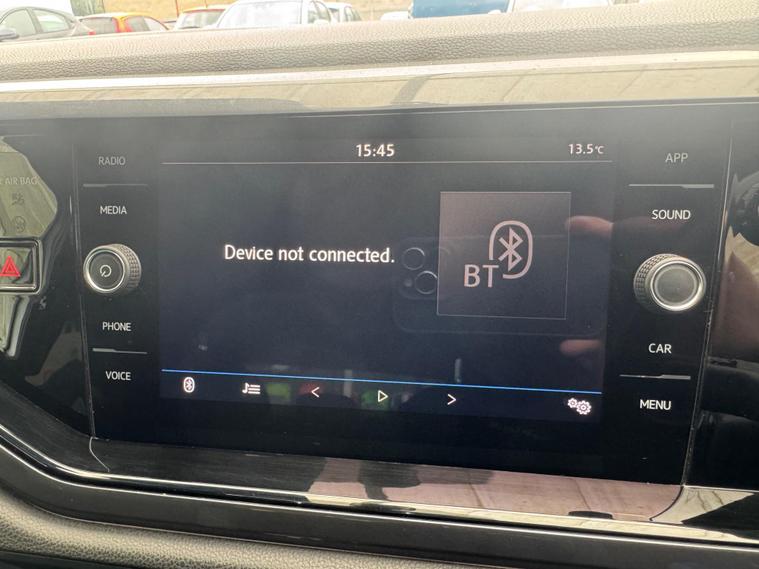 15:45
13.5°C
RADIO
APP
MEDIA
SOUND
AIR BAG
Device not connected.
BT
PHONE
CAR
VOICE
MENU